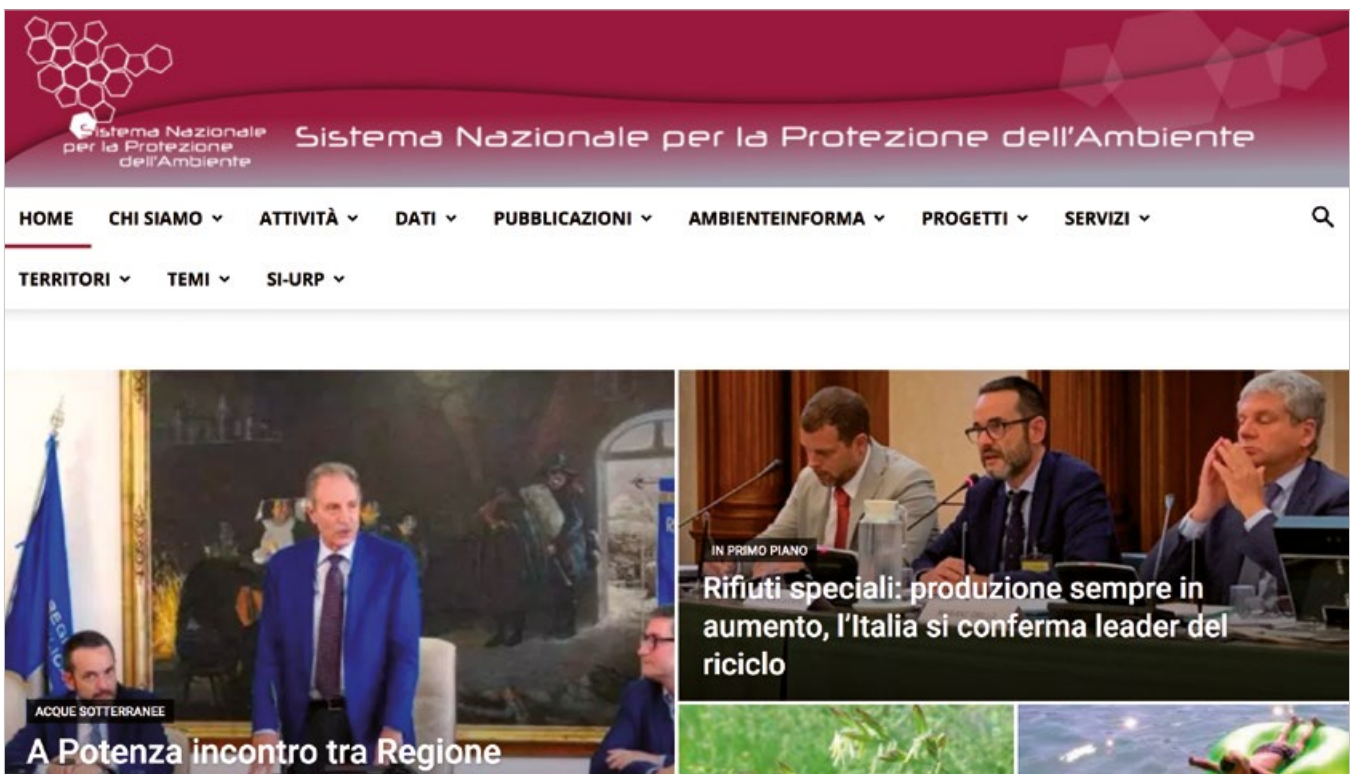 Sistema Nazionale
per la Protezione
dell'Ambiente
Sistema Nazionale per la Protezione dell'Ambiente
HOME CHI SIAMO ATTIVITÀ DATI PUBBLICAZIONI AMBIENTEINFORMA PROGETTI SERVIZI
TERRITORI TEMI SI-URP
IN PRIMO PIANO
Rifiuti speciali: produzione sempre in
aumento, l'Italia si conferma leader del
riciclo
ACQUE SOTTERRANEE
A Potenza incontro tra Regione